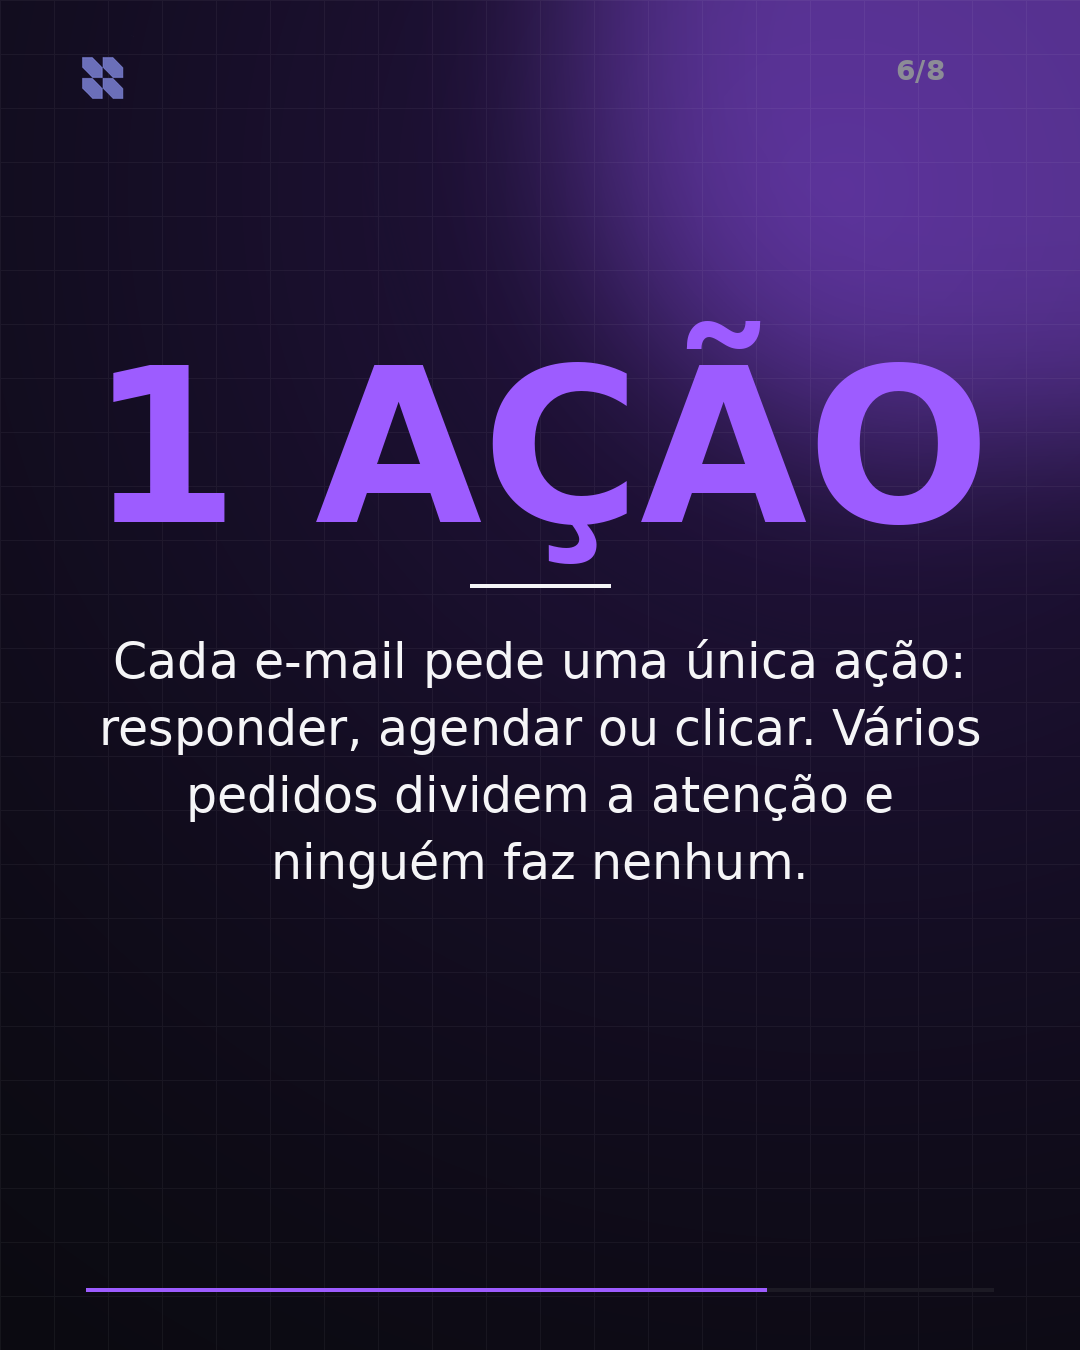 6/8
1 AÇÃO
Cada e-mail pede uma única ação:
responder, agendar ou clicar. Vários
pedidos dividem a atenção e
ninguém faz nenhum.